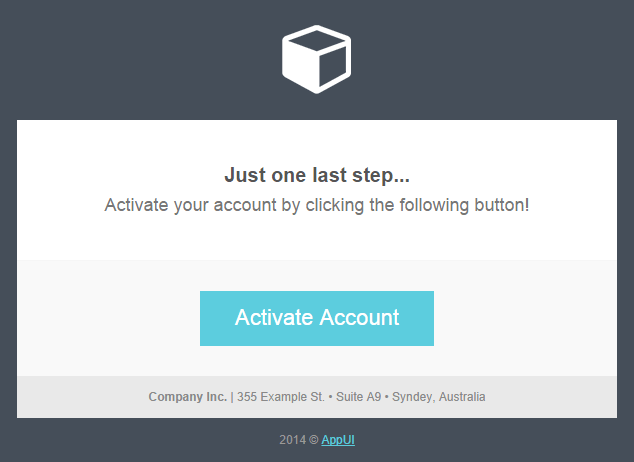 Just one last step...
Activate your account by clicking the following button!
Activate Account
Company Inc. | 355 Example St. • Suite A9 • Syndey, Australia
2014 © AppUI